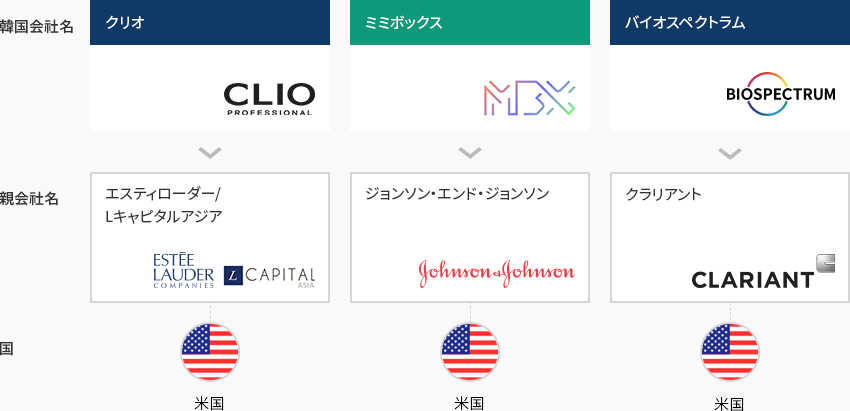 韓国会社名
クリオ
ミミボックス
バイオスペクトラム
CLIO
PROFESSIONAL
MBX
BIOSPECTRUM
親会社名
エスティローダー/
Lキャピタルアジア
ジョンソン・エンド・ジョンソン
クラリアント
ESTĒE
LAUDER
COMPANIES
L CAPITAL
ASIA
Johnson&Johnson
CLARIANT
国
米国
米国
米国